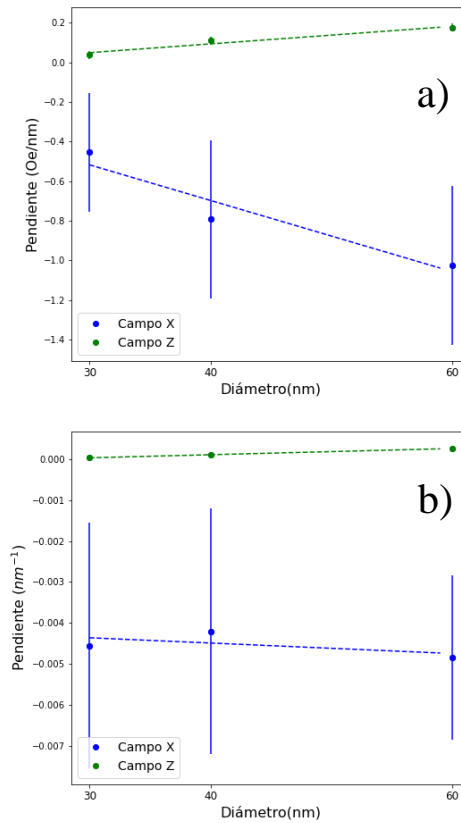 0.2
0.0
−0.2
−0.4
−0.6
−0.8
−1.0
−1.2
−1.4
Pendiente (Oe/nm)
a)
Campo X
Campo Z
30
40
60
Diámetro(nm)
0.000
−0.001
−0.002
−0.003
−0.004
−0.005
−0.006
−0.007
Pendiente (nm⁻¹)
b)
Campo X
Campo Z
30
40
60
Diámetro(nm)